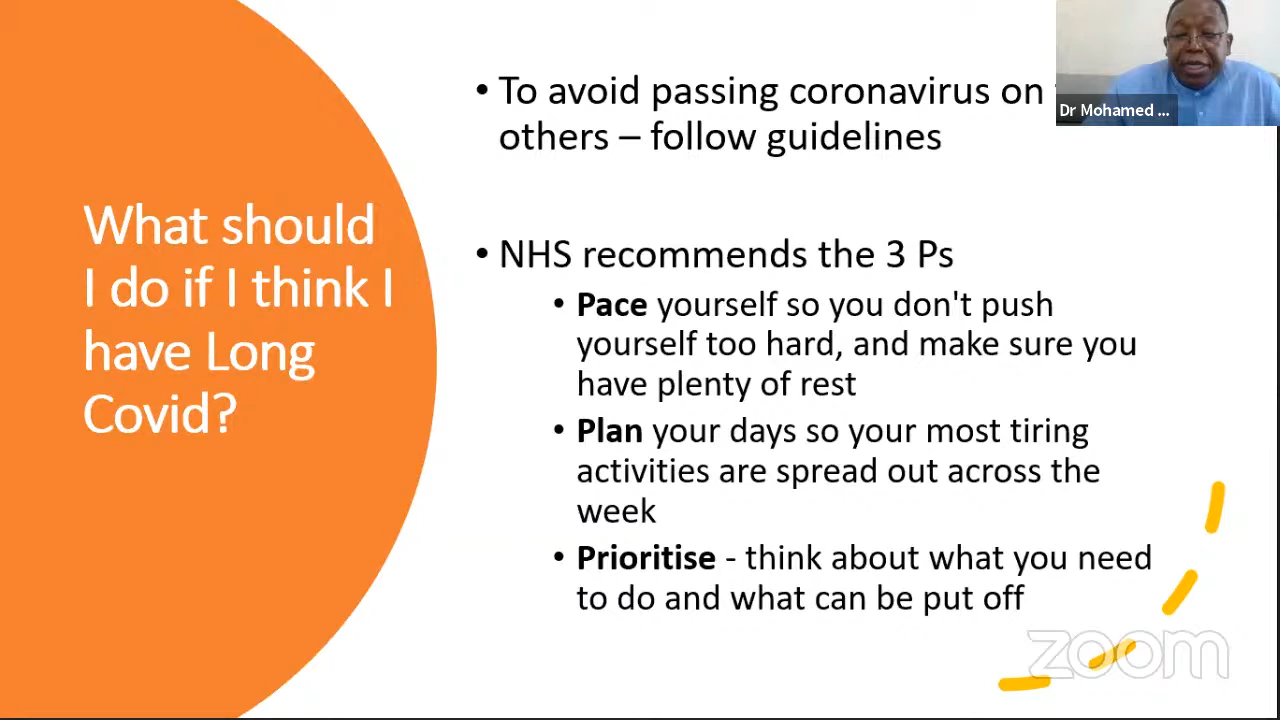 What should
I do if I think I
have Long
Covid?
• To avoid passing coronavirus on
others – follow guidelines
• NHS recommends the 3 Ps
• Pace yourself so you don't push
yourself too hard, and make sure you
have plenty of rest
• Plan your days so your most tiring
activities are spread out across the
week
• Prioritise - think about what you need
to do and what can be put off
Dr Mohamed ...
zoom